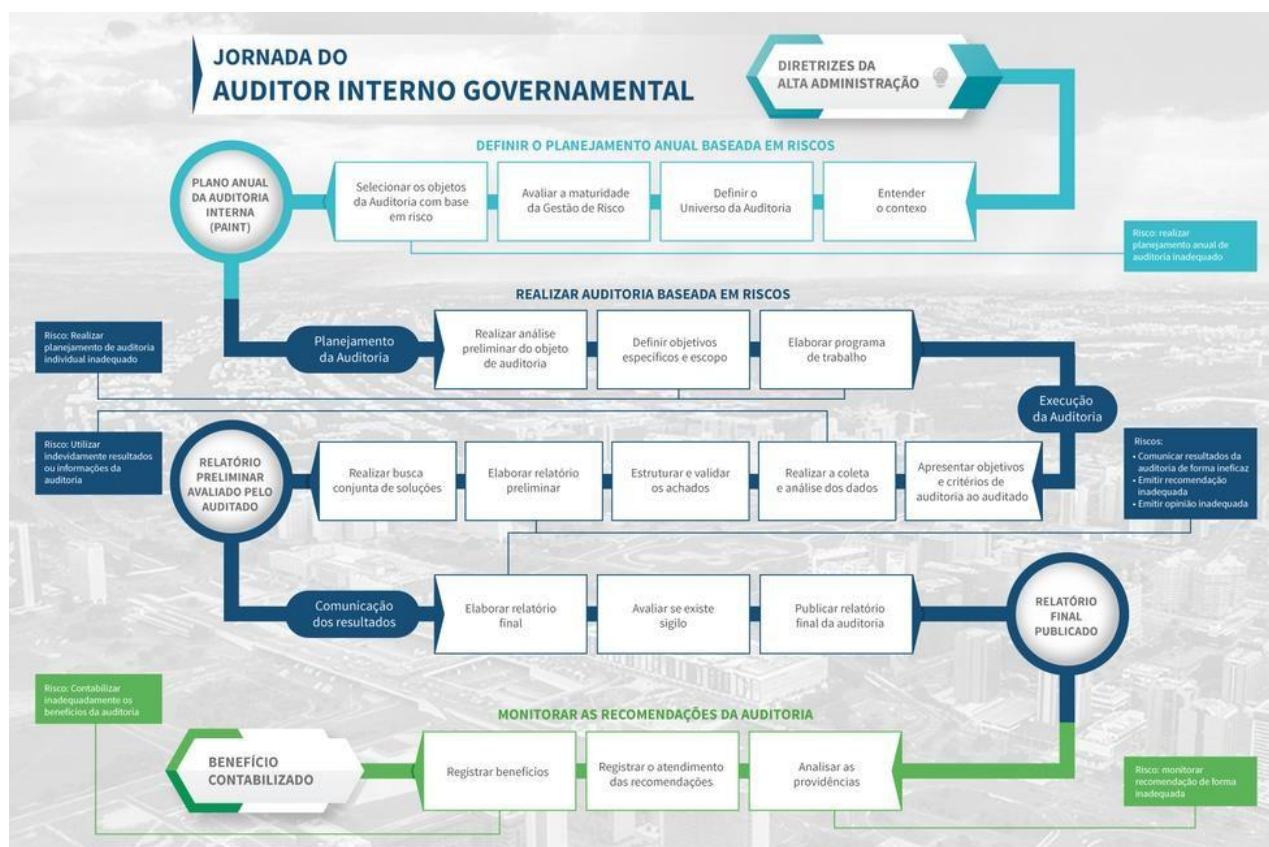 JORNADA DO
AUDITOR INTERNO GOVERNAMENTAL
DIRETRIZES DA
ALTA ADMINISTRAÇÃO
DEFINIR O PLANEJAMENTO ANUAL BASEADA EM RISCOS
PLANO ANUAL
DA AUDITORIA
INTERNA
(PAINT)
Selecionar os objetos
da Auditoria com base
em risco
Avaliar a maturidade
da Gestão de Risco
Definir o
Universo da Auditoria
Entender
o contexto
Risco: realizar
planejamento anual de
auditoria inadequado
REALIZAR AUDITORIA BASEADA EM RISCOS
Risco: Realizar
planejamento de auditoria
individual inadequado
Planejamento
da Auditoria
Realizar análise
preliminar do objeto
de auditoria
Definir objetivos
específicos e escopo
Elaborar programa
de trabalho
Execução
da Auditoria
Risco: Utilizar
indevidamente resultados
ou informações da
auditoria
RELATÓRIO
PRELIMINAR
AVALIADO PELO
AUDITADO
Realizar busca
conjunta de soluções
Elaborar relatório
preliminar
Estruturar e validar
os achados
Realizar a coleta
e análise dos dados
Apresentar objetivos
e critérios de
auditoria ao auditado
Riscos:
• Comunicar resultados da
auditoria de forma ineficaz
• Emitir recomendação
inadequada
• Emitir opinião inadequada
Comunicação
dos resultados
Elaborar relatório
final
Avaliar se existe
sigilo
Publicar relatório
final da auditoria
RELATÓRIO
FINAL
PUBLICADO
Risco: Contabilizar
inadequadamente os
benefícios da auditoria
MONITORAR AS RECOMENDAÇÕES DA AUDITORIA
BENEFÍCIO
CONTABILIZADO
Registrar benefícios
Registrar o atendimento
das recomendações
Analisar as
providências
Risco: monitorar
recomendação de forma
inadequada